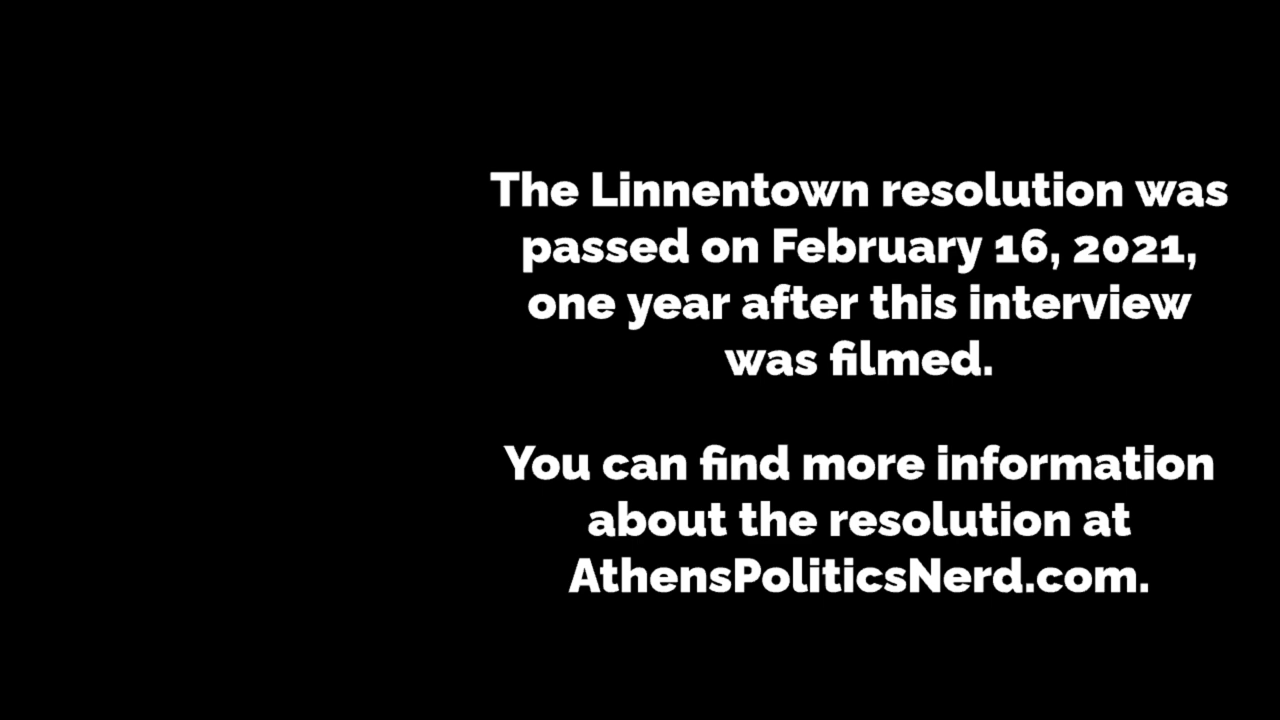 The Linnentown resolution was
passed on February 16, 2021,
one year after this interview
was filmed.
You can find more information
about the resolution at
AthensPoliticsNerd.com.